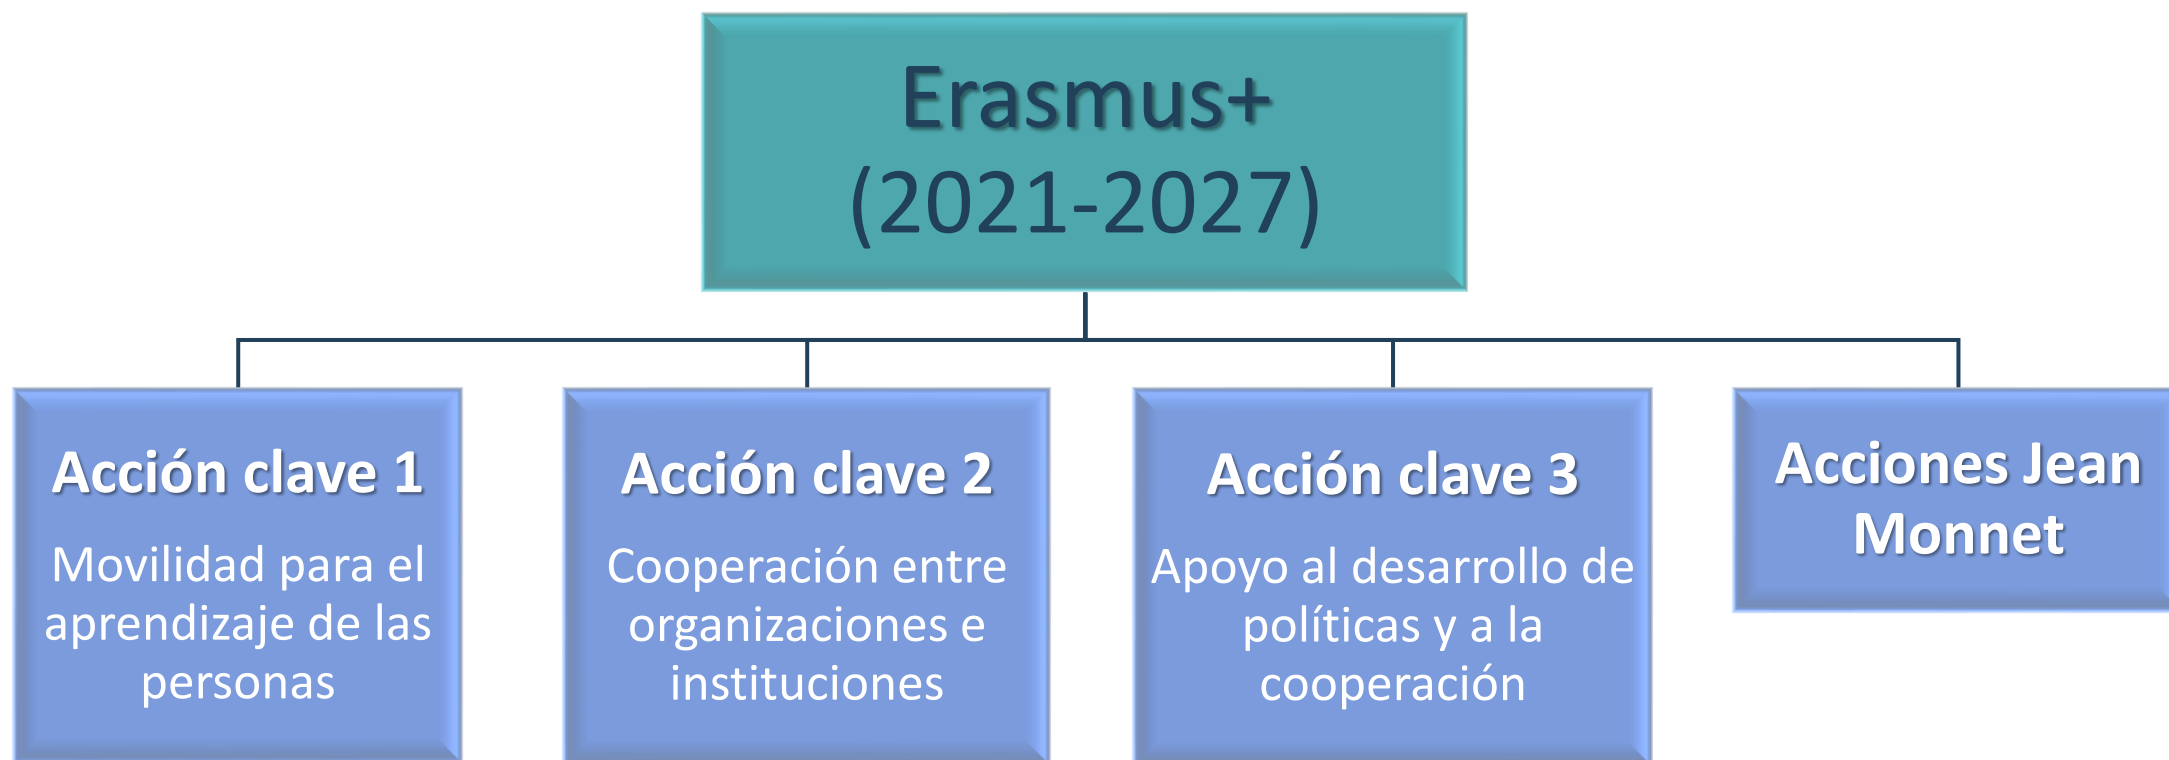 Erasmus+
(2021-2027)
Acción clave 1
Movilidad para el
aprendizaje de las
personas
Acción clave 2
Cooperación entre
organizaciones e
instituciones
Acción clave 3
Apoyo al desarrollo de
políticas y a la
cooperación
Acciones Jean
Monnet